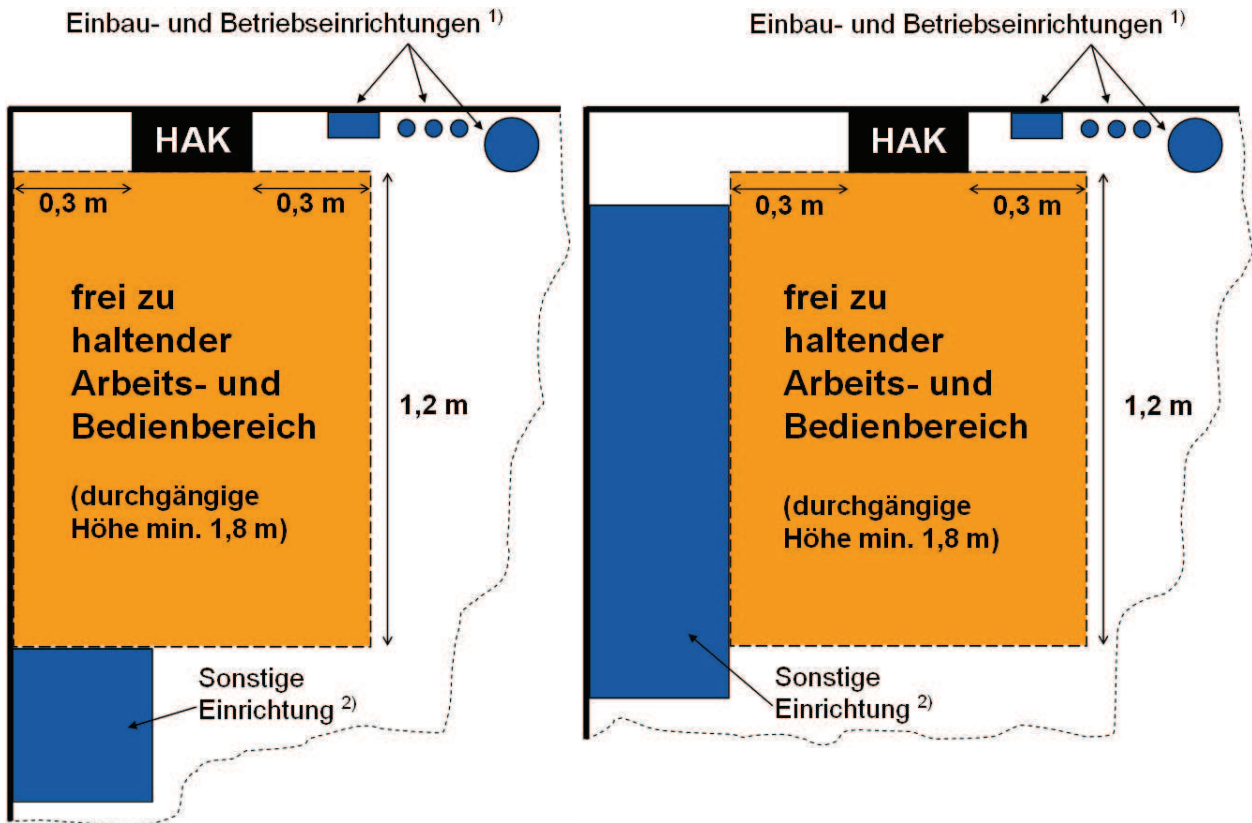 Einbau- und Betriebseinrichtungen 1)
HAK
0,3 m
0,3 m
frei zu
haltender
Arbeits- und
Bedienbereich
(durchgängige
Höhe min. 1,8 m)
1,2 m
Sonstige
Einrichtung 2)
Einbau- und Betriebseinrichtungen 1)
HAK
0,3 m
0,3 m
frei zu
haltender
Arbeits- und
Bedienbereich
(durchgängige
Höhe min. 1,8 m)
1,2 m
Sonstige
Einrichtung 2)